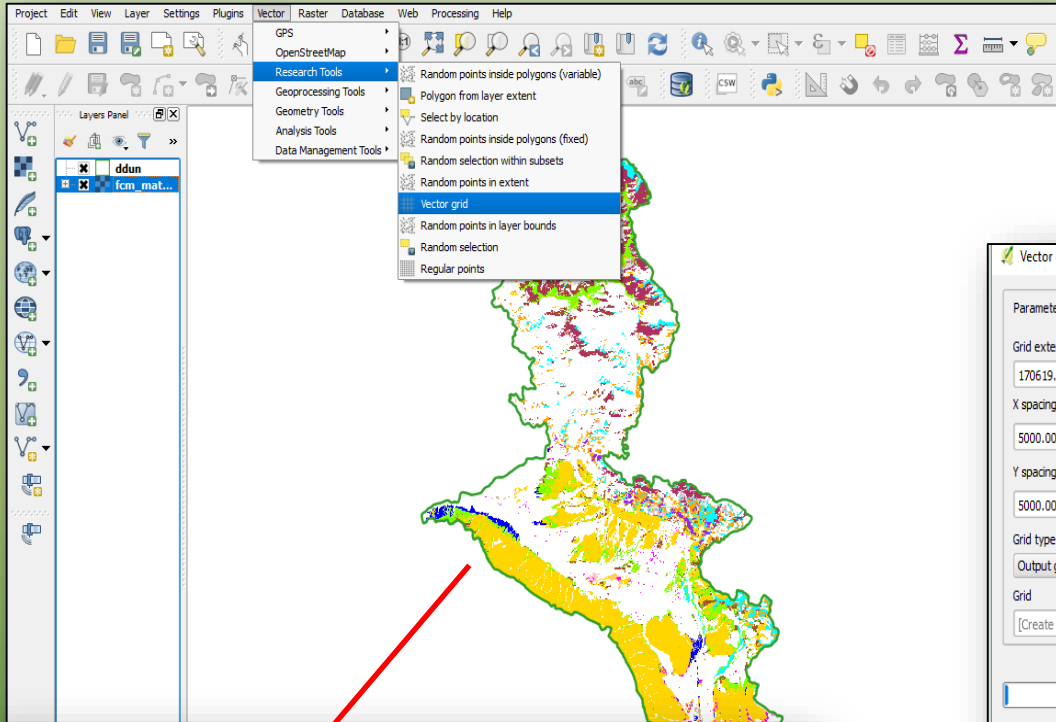 Project Edit View Layer Settings Plugins Vector Raster Database Web Processing Help
GPS
OpenStreetMap
Research Tools
Geoprocessing Tools
Geometry Tools
Analysis Tools
Data Management Tools
Random points inside polygons (variable)
Polygon from layer extent
Select by location
Random points inside polygons (fixed)
Random selection within subsets
Random points in extent
Vector grid
Random points in layer bounds
Random selection
Regular points
abc
CSW
Layers Panel
»
ddun
fcm_mat...
Vector
Paramete
Grid exte
170619.
X spacing
5000.00
Y spacing
5000.00
Grid type
Output g
Grid
[Create